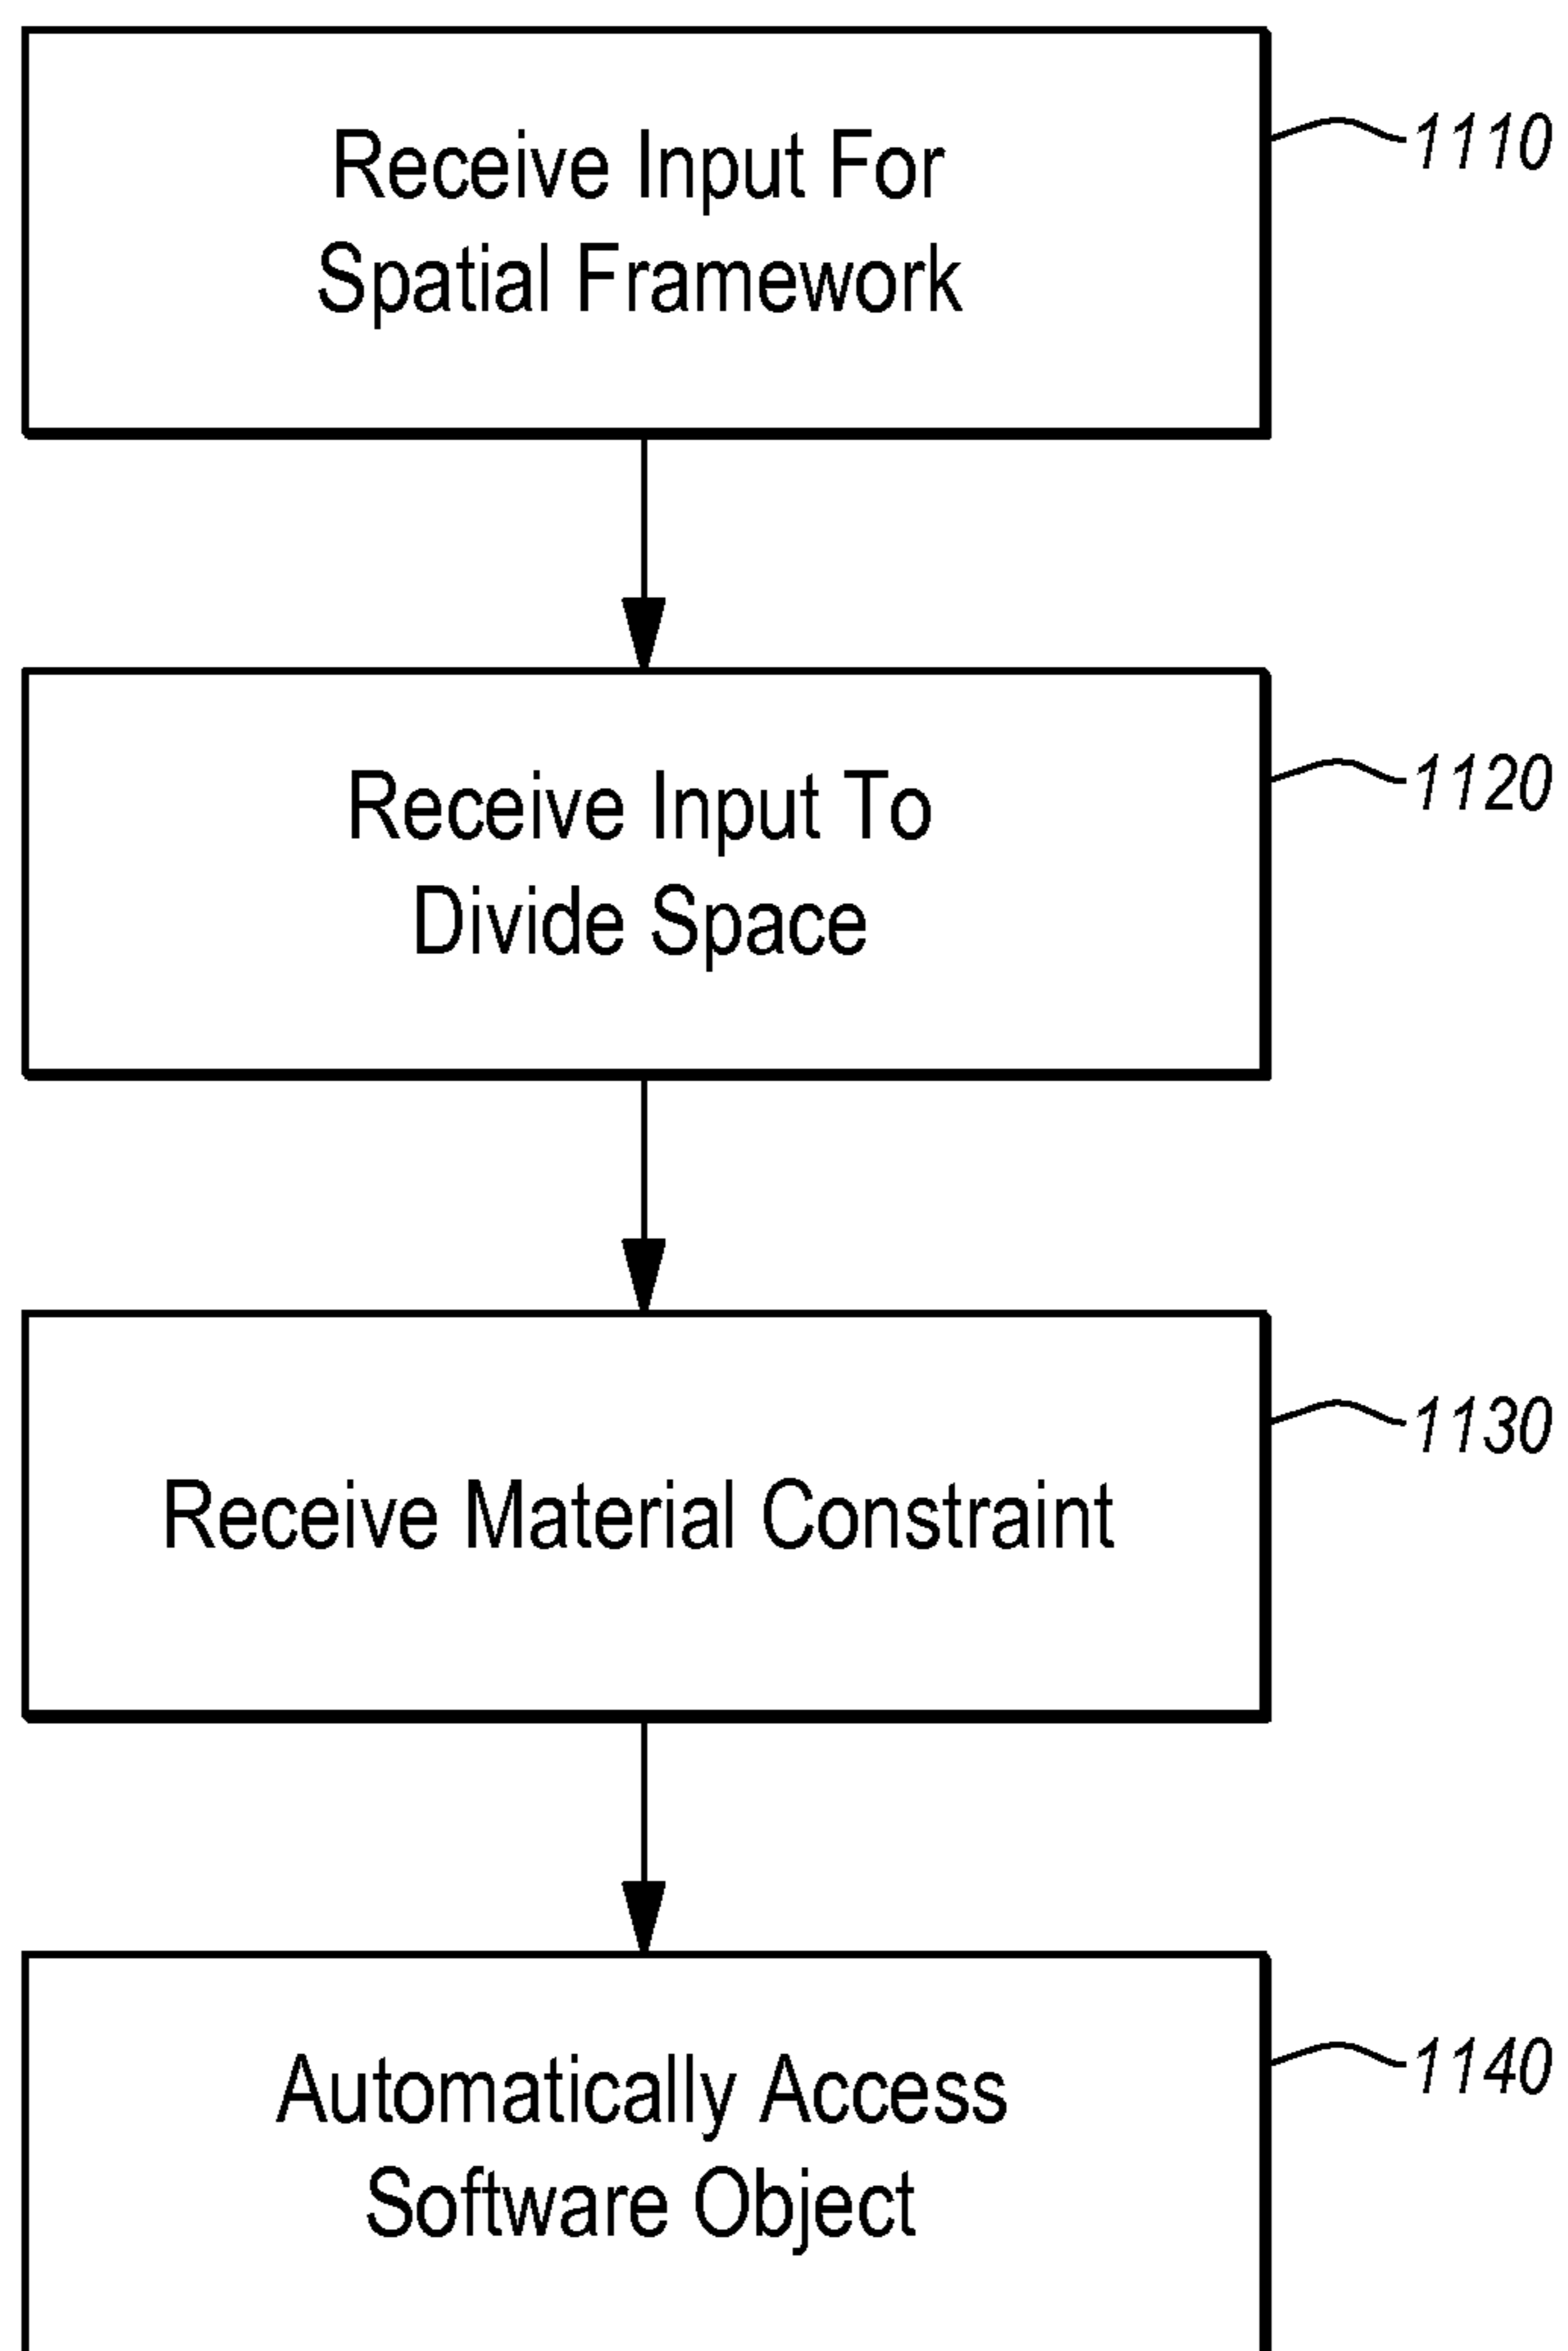 Receive Input For
Spatial Framework
1110
Receive Input To
Divide Space
1120
Receive Material Constraint
1130
Automatically Access
Software Object
1140